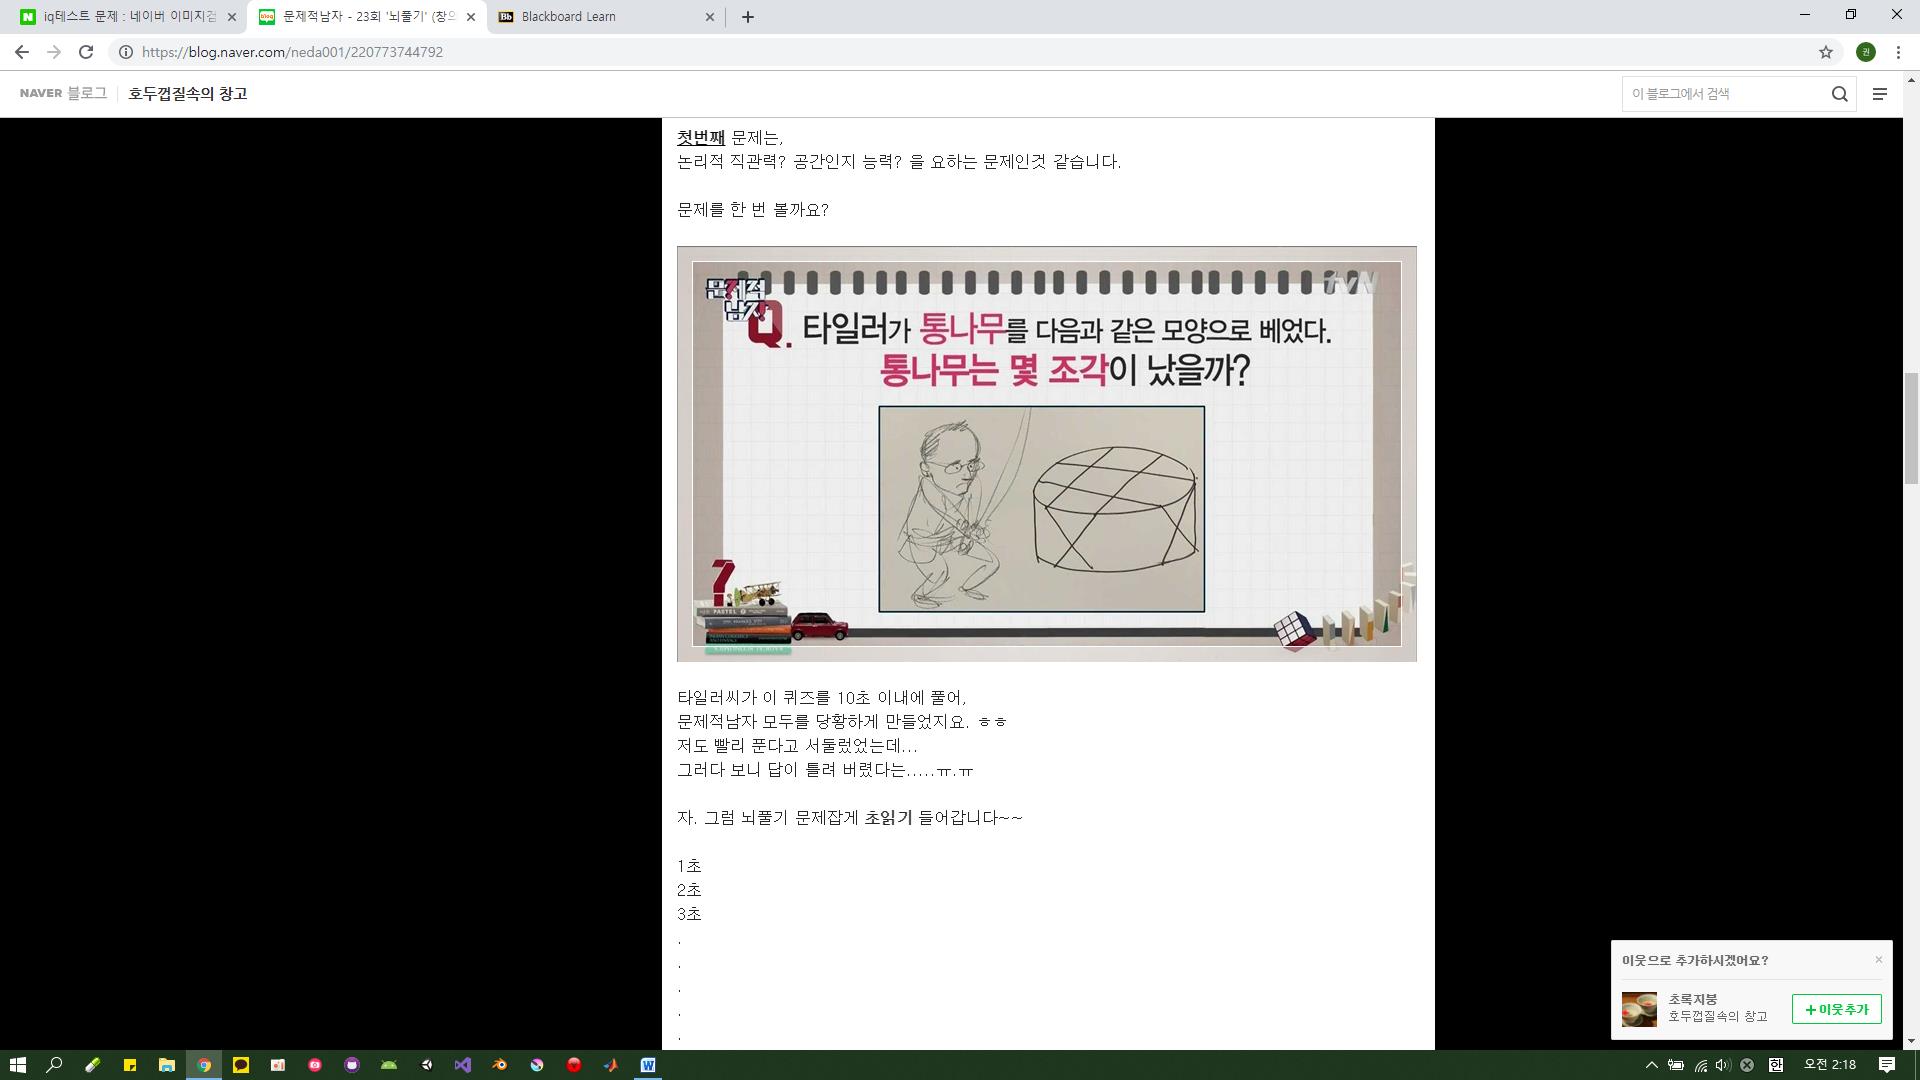 iq테스트 문제 : 네이버 이미지검
문제적남자 - 23회 '뇌풀기' (창의
Blackboard Learn
https://blog.naver.com/neda001/220773744792
NAVER 블로그
호두껍질속의 창고
이 블로그에서 검색
첫번째 문제는,
논리적 직관력? 공간인지 능력? 을 요하는 문제인것 같습니다.
문제를 한 번 볼까요?
문제적
남자
tvN
Q. 타일러가 통나무를 다음과 같은 모양으로 베었다.
통나무는 몇 조각이 났을까?
PASTEL
타일러씨가 이 퀴즈를 10초 이내에 풀어,
문제적남자 모두를 당황하게 만들었지요. ㅎㅎ
저도 빨리 푼다고 서둘렀었는데...
그러다 보니 답이 틀려 버렸다는.....ㅠ.ㅠ
자. 그럼 뇌풀기 문제잡게 초읽기 들어갑니다~~
1초
2초
3초
.
.
.
.
.
이웃으로 추가하시겠어요?
초록지붕
호두껍질속의 창고
+이웃추가
한
오전 2:18